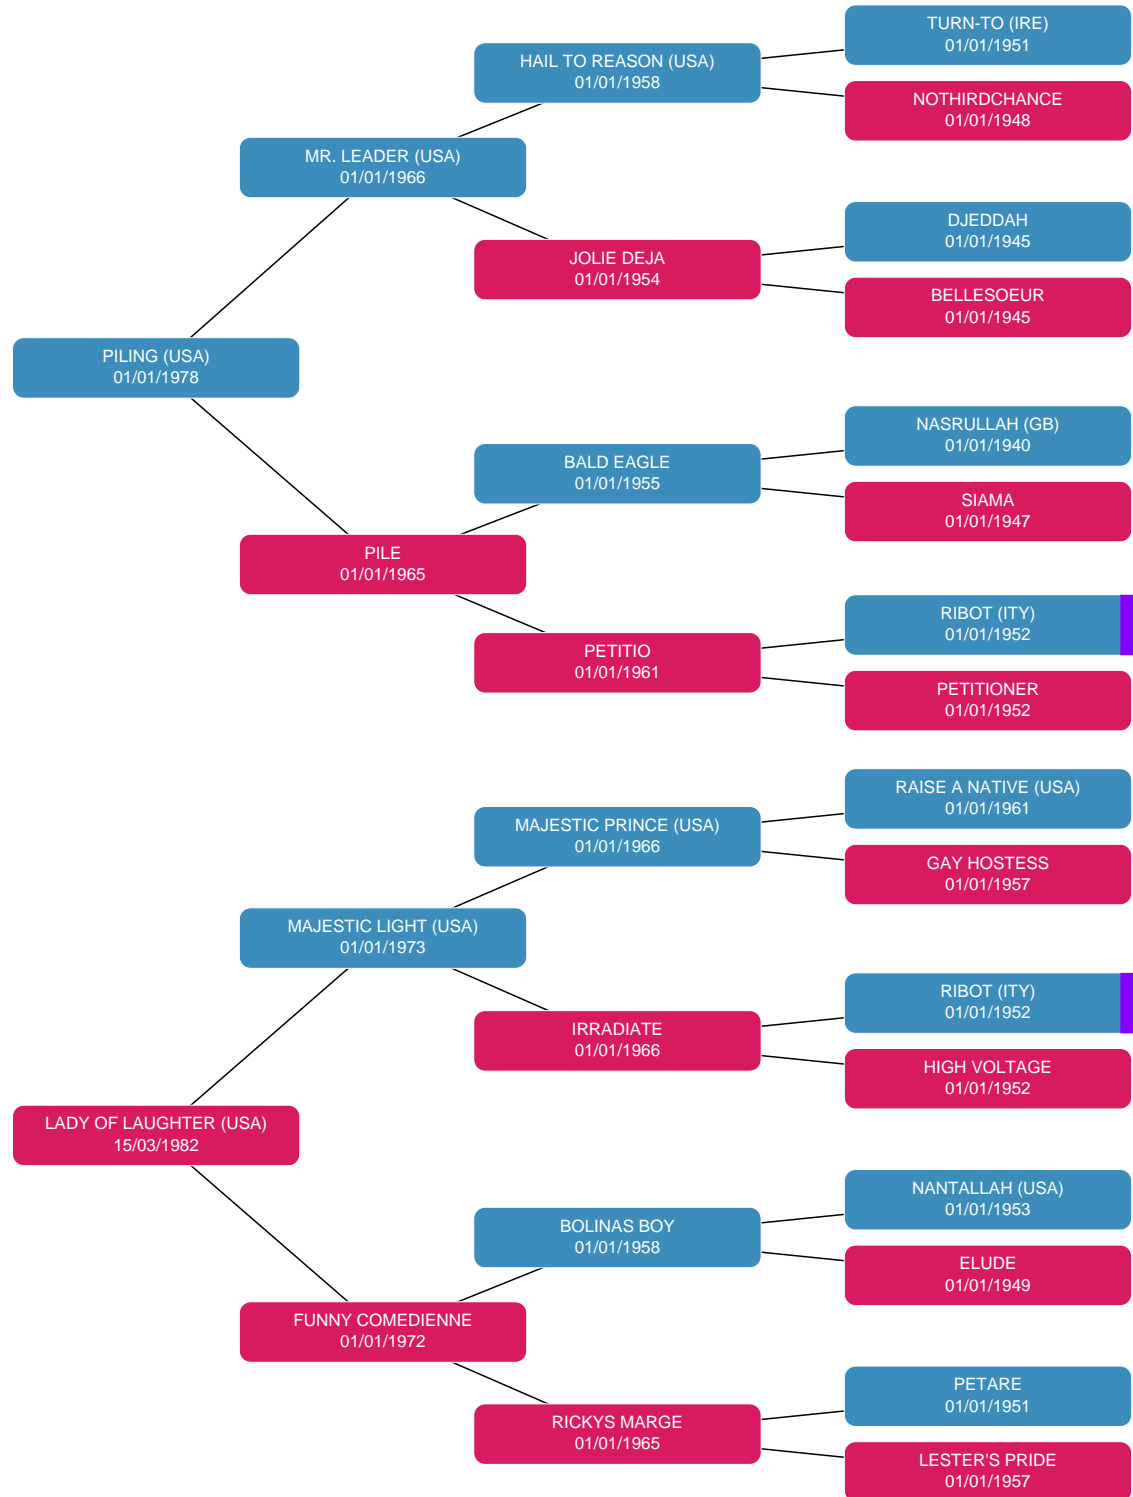 TURN-TO (IRE)
01/01/1951
HAIL TO REASON (USA)
01/01/1958
NOTHIRDCHANCE
01/01/1948
MR. LEADER (USA)
01/01/1966
DJEDDAH
01/01/1945
JOLIE DEJA
01/01/1954
BELLESOEUR
01/01/1945
PILING (USA)
01/01/1978
NASRULLAH (GB)
01/01/1940
BALD EAGLE
01/01/1955
SIAMA
01/01/1947
PILE
01/01/1965
RIBOT (ITY)
01/01/1952
PETITIO
01/01/1961
PETITIONER
01/01/1952
RAISE A NATIVE (USA)
01/01/1961
MAJESTIC PRINCE (USA)
01/01/1966
GAY HOSTESS
01/01/1957
MAJESTIC LIGHT (USA)
01/01/1973
RIBOT (ITY)
01/01/1952
IRRADIATE
01/01/1966
HIGH VOLTAGE
01/01/1952
LADY OF LAUGHTER (USA)
15/03/1982
NANTALLAH (USA)
01/01/1953
BOLINAS BOY
01/01/1958
ELUDE
01/01/1949
FUNNY COMEDIENNE
01/01/1972
PETARE
01/01/1951
RICKYS MARGE
01/01/1965
LESTER'S PRIDE
01/01/1957